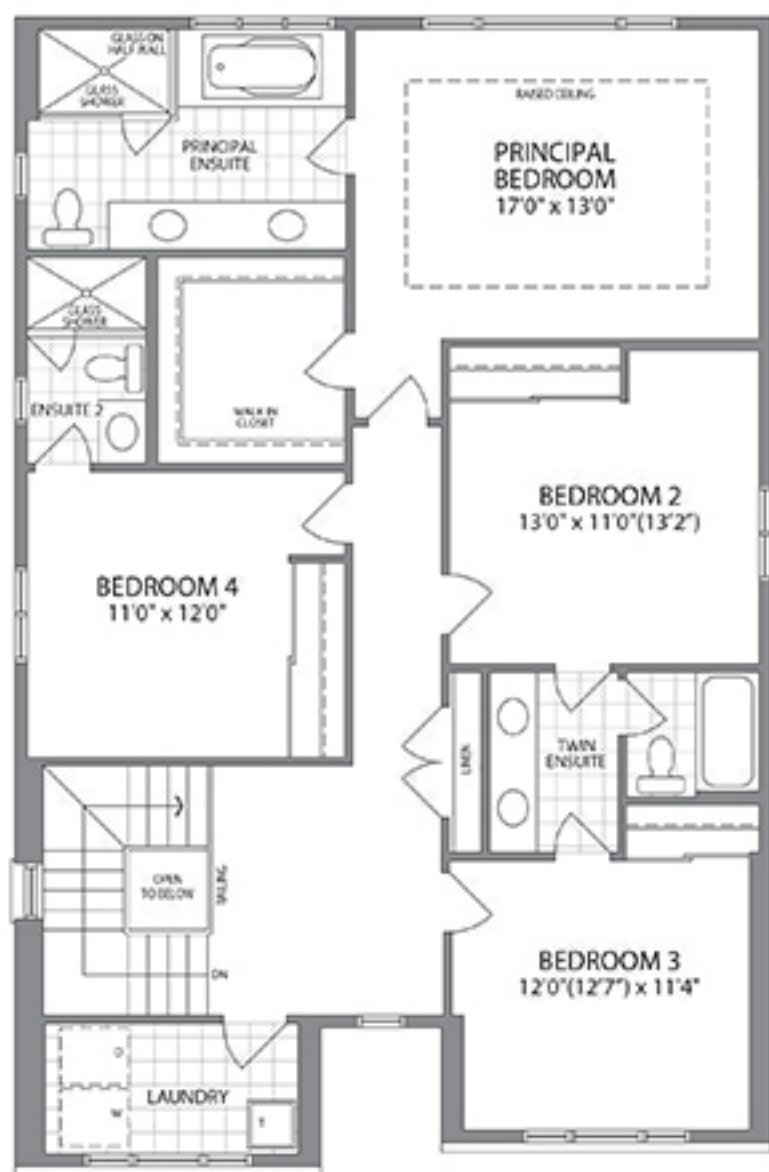 GLASS ON
HALF WALL
GLASS
SHOWER
PRINCIPAL
ENSUITE
RAISED CEILING
PRINCIPAL
BEDROOM
17'0" x 13'0"
GLASS
SHOWER
ENSUITE 2
WALK IN
CLOSET
BEDROOM 2
13'0" x 11'0"(13'2")
BEDROOM 4
11'0" x 12'0"
LINEN
TWIN
ENSUITE
OPEN
TO BELOW
RAILING
DN
BEDROOM 3
12'0"(12'7") x 11'4"
D
W
LAUNDRY
T